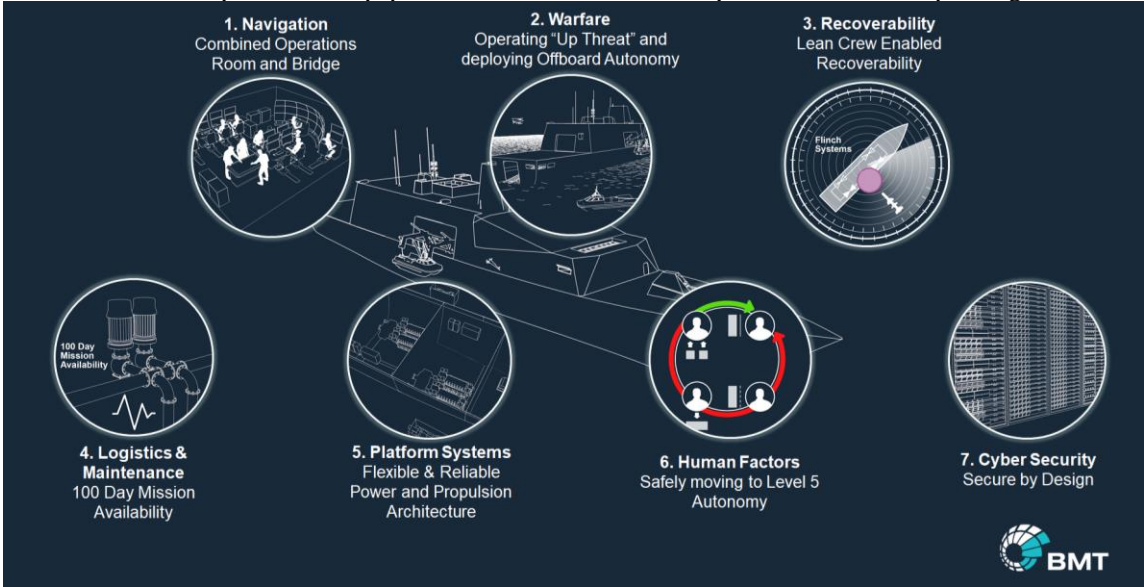 1. Navigation
Combined Operations
Room and Bridge
2. Warfare
Operating “Up Threat” and
deploying Offboard Autonomy
3. Recoverability
Lean Crew Enabled
Recoverability
Flinch
Systems
100 Day
Mission
Availability
4. Logistics &
Maintenance
100 Day Mission
Availability
5. Platform Systems
Flexible & Reliable
Power and Propulsion
Architecture
6. Human Factors
Safely moving to Level 5
Autonomy
7. Cyber Security
Secure by Design
BMT